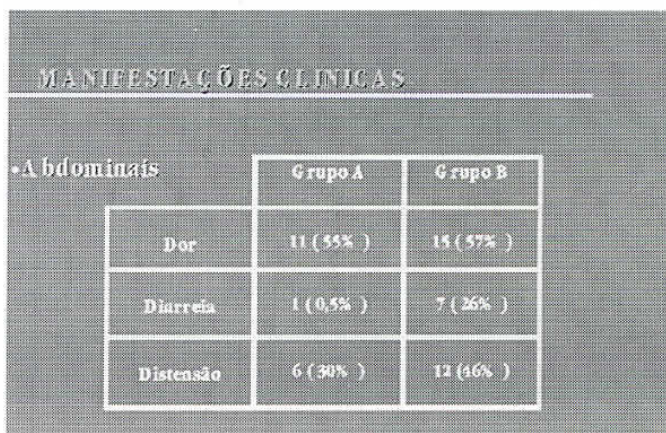 MANIFESTAÇÕES CLINICAS
•Abdominais
Grupo A Grupo B
Dor 11 (55% ) 15 (57% )
Diarreia 1 (0,5% ) 7 (26% )
Distensão 6 (30% ) 12 (46% )